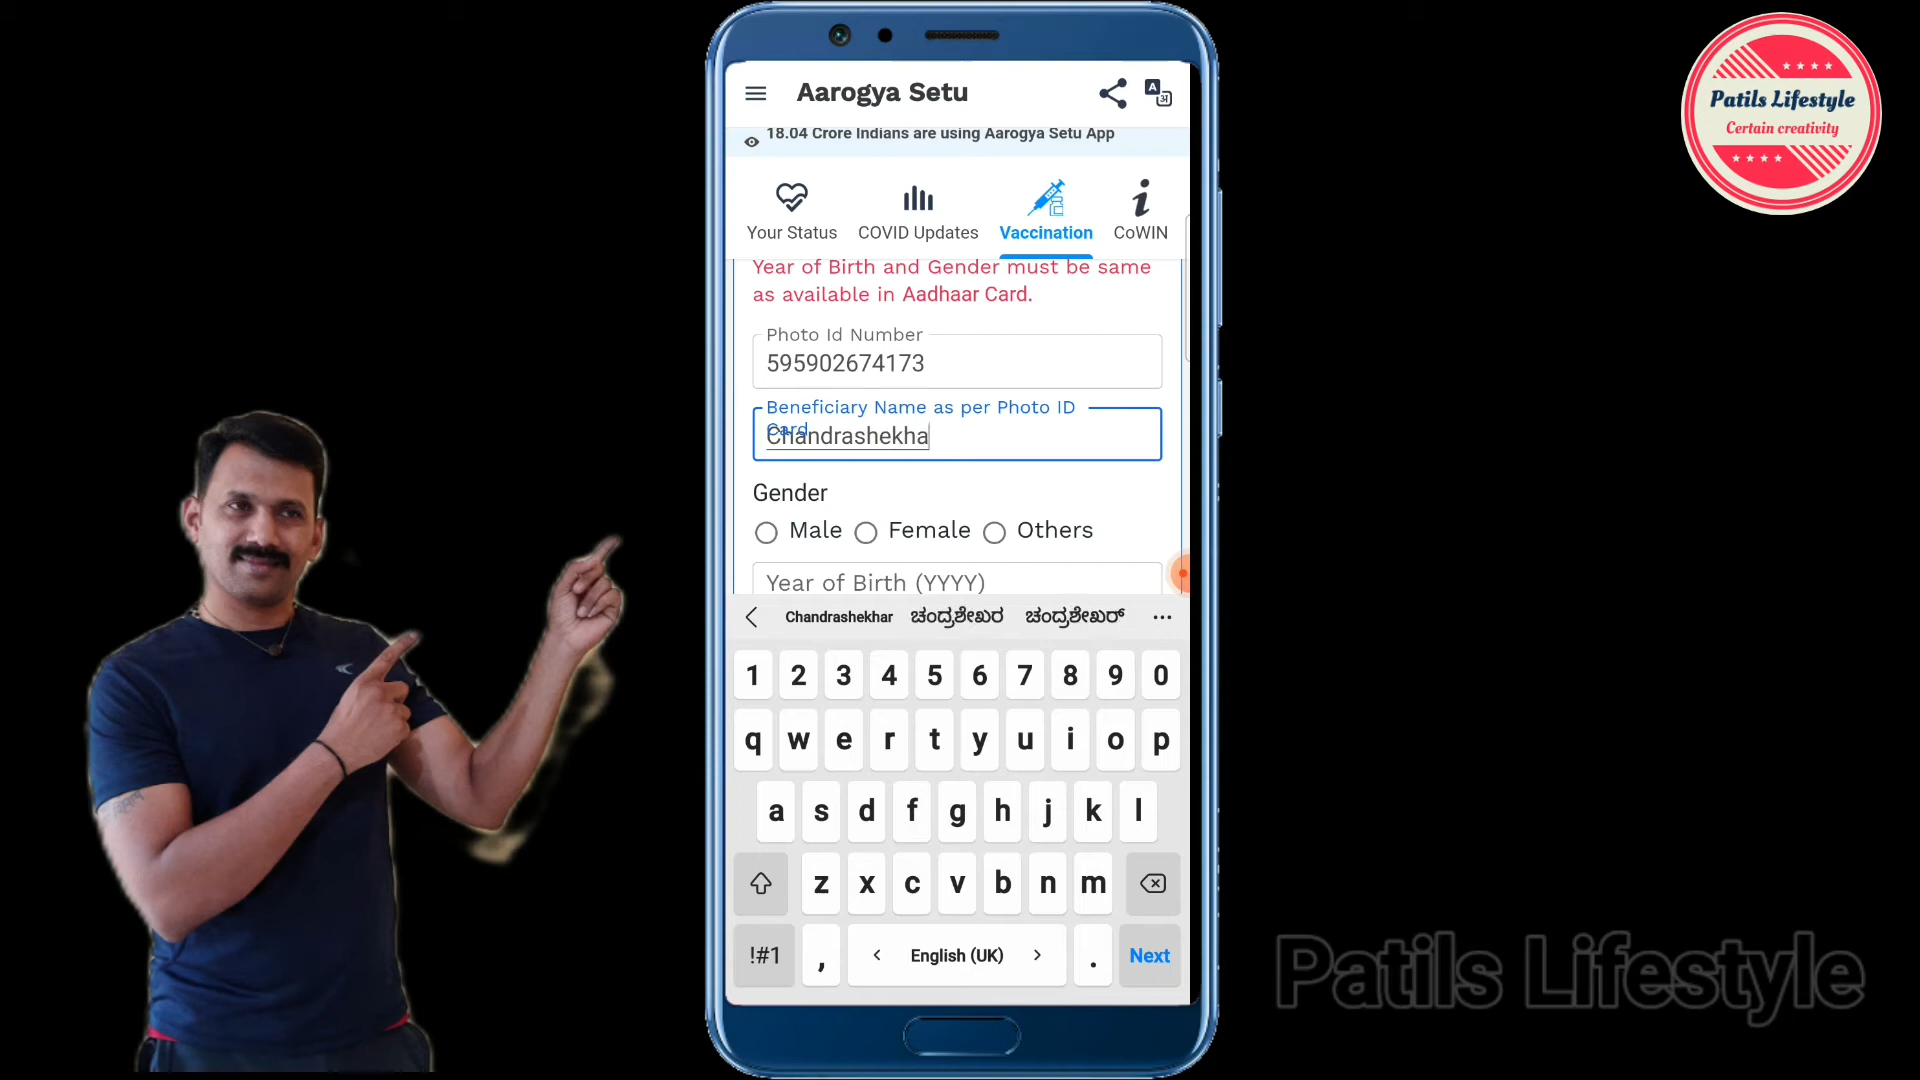 Patils Lifestyle
Certain creativity
Aarogya Setu
18.04 Crore Indians are using Aarogya Setu App
Your Status COVID Updates Vaccination CoWIN
Year of Birth and Gender must be same
as available in Aadhaar Card.
Photo Id Number
595902674173
Beneficiary Name as per Photo ID
Card
Chandrashekha
Gender
Male Female Others
Year of Birth (YYYY)
Chandrashekhar ಚಂದ್ರಶೇಖರ ಚಂದ್ರಶೇಖರ್ ...
1 2 3 4 5 6 7 8 9 0
q w e r t y u i o p
a s d f g h j k l
z x c v b n m
!#1 , < English (UK) > . Next
Patils Lifestyle